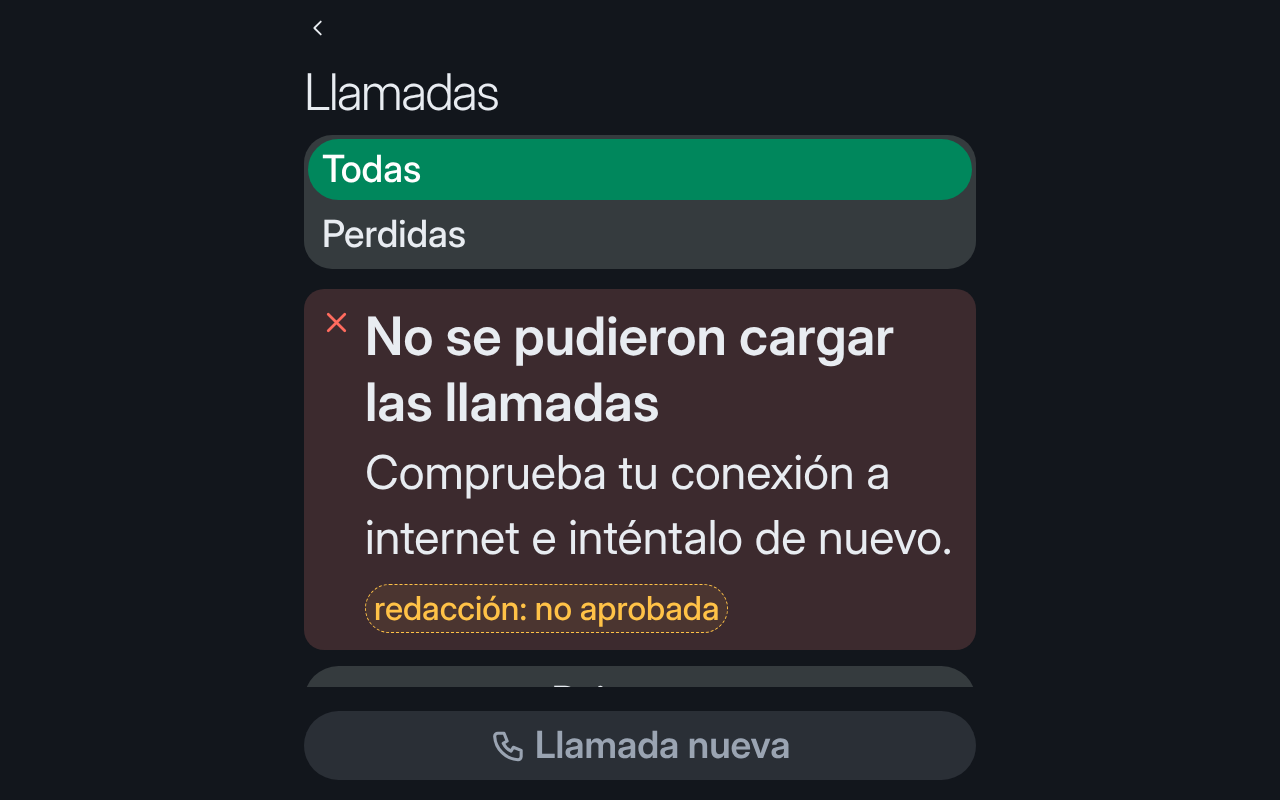 Llamadas
Todas
Perdidas
No se pudieron cargar
las llamadas
Comprueba tu conexión a
internet e inténtalo de nuevo.
redacción: no aprobada
Llamada nueva